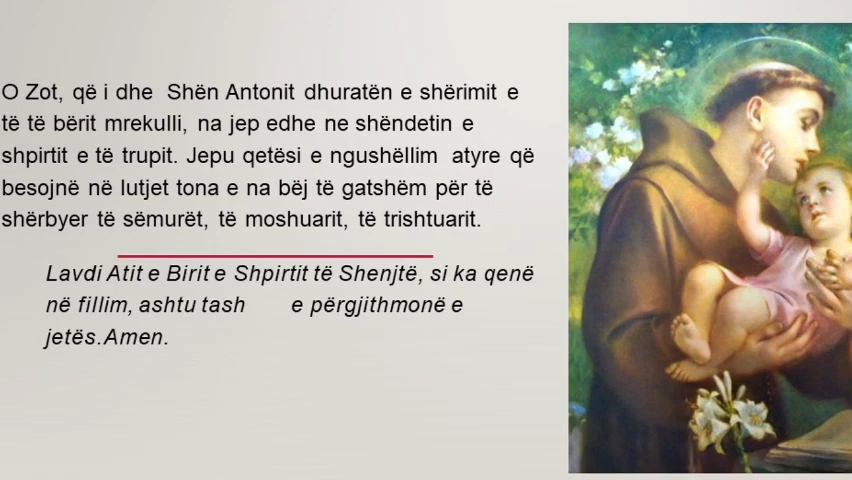 O Zot, që i dhe Shën Antonit dhuratën e shërimit e
të të bërit mrekulli, na jep edhe ne shëndetin e
shpirtit e të trupit. Jepu qetësi e ngushëllim atyre që
besojnë në lutjet tona e na bëj të gatshëm për të
shërbyer të sëmurët, të moshuarit, të trishtuarit.
Lavdi Atit e Birit e Shpirtit të Shenjtë, si ka qenë
në fillim, ashtu tash e përgjithmonë e
jetës.Amen.